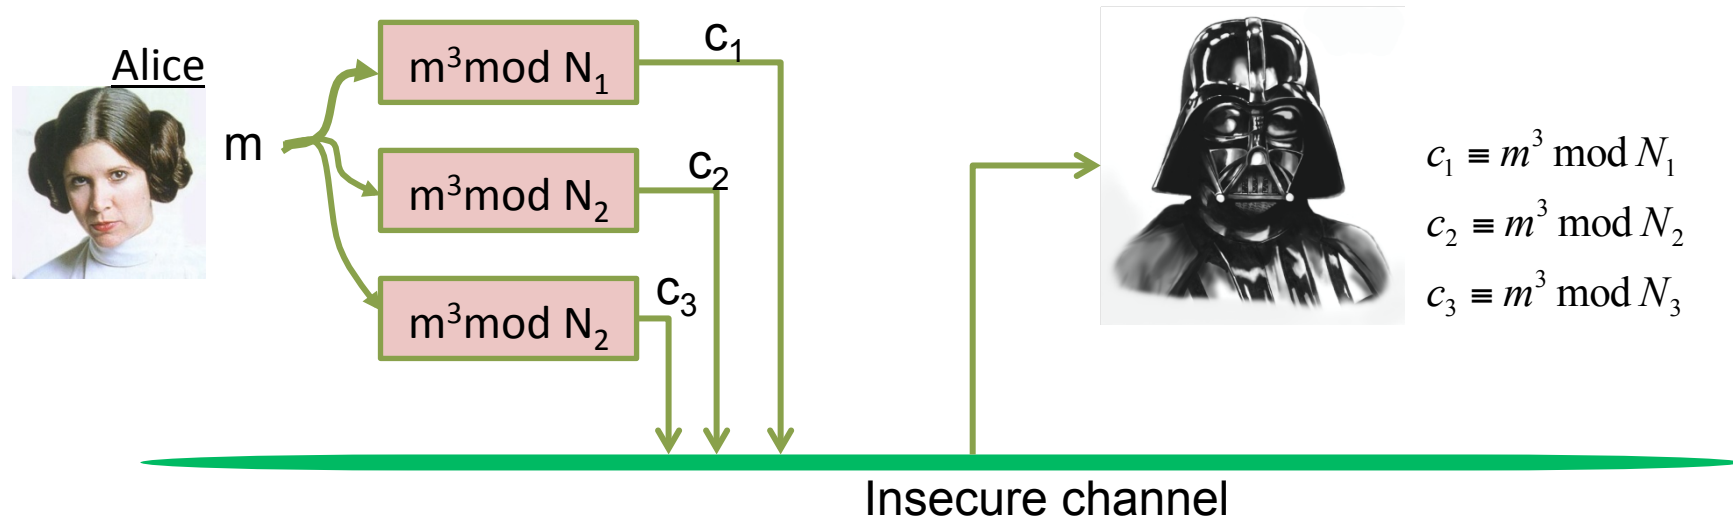 Alice
m
m³mod N₁
c₁
m³mod N₂
c₂
m³mod N₂
c₃
c₁ ≡ m³ mod N₁
c₂ ≡ m³ mod N₂
c₃ ≡ m³ mod N₃
Insecure channel